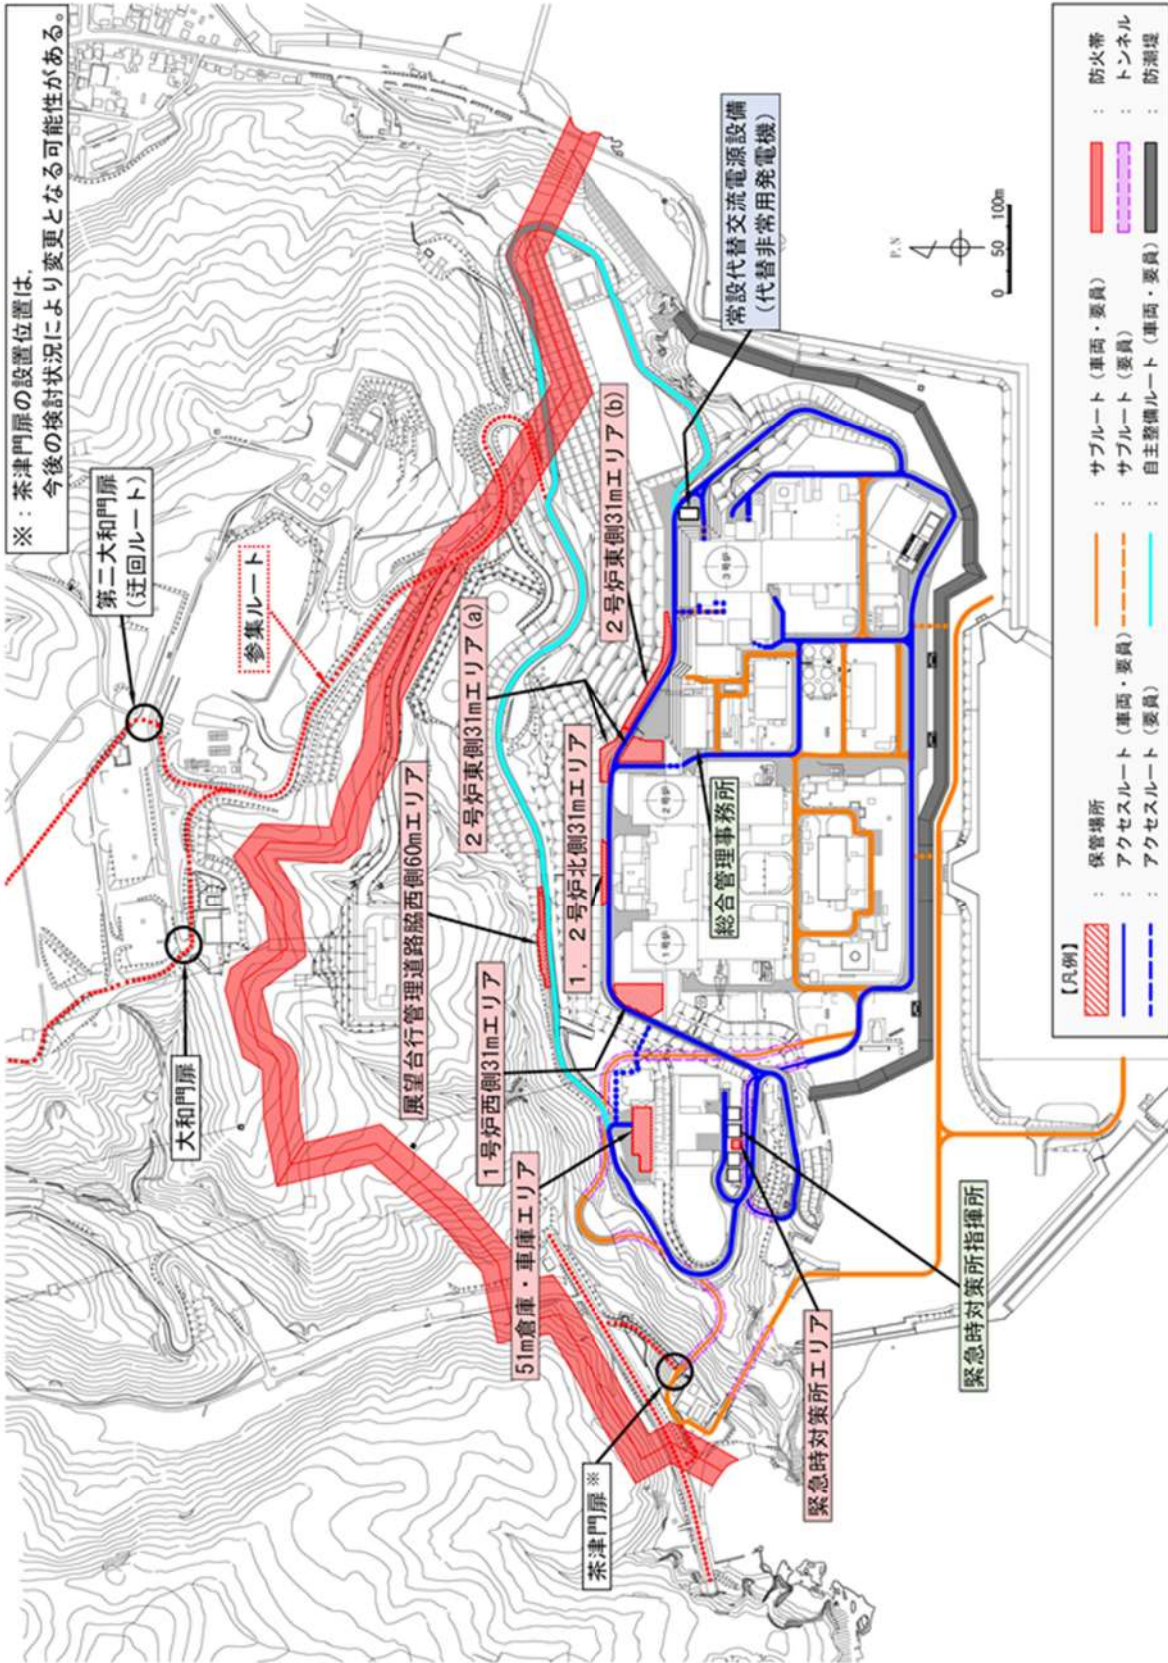 ※：茶津門扉の設置位置は，
今後の検討状況により変更となる可能性がある。
第二大和門扉
（迂回ルート）
参集ルート
大和門扉
展望台行管理道路脇西側60mエリア
2号炉東側31mエリア(a)
2号炉東側31mエリア(b)
1，2号炉北側31mエリア
1号炉西側31mエリア
51m倉庫・車庫エリア
茶津門扉※
緊急時対策所エリア
緊急時対策所指揮所
総合管理事務所
常設代替交流電源設備
（代替非常用発電機）
1号炉
2号炉
3号炉
P.N
0 50 100m
【凡例】
：保管場所
：アクセスルート（車両・要員）
：アクセスルート（要員）
：サブルート（車両・要員）
：サブルート（要員）
：自主整備ルート（車両・要員）
：防火帯
：トンネル
：防潮堤